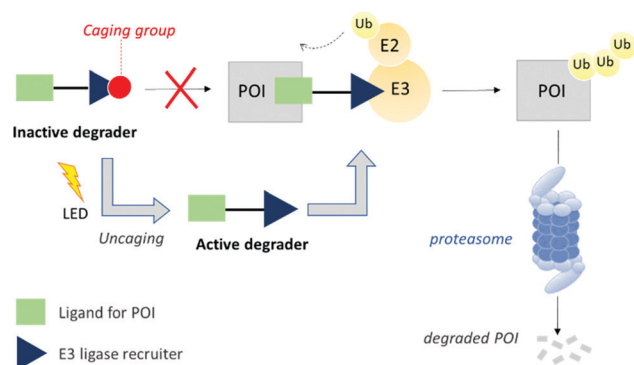 Caging group
Ub
E2
Ub
Ub
Ub
POI
E3
POI
Inactive degrader
LED
Uncaging
Active degrader
proteasome
Ligand for POI
E3 ligase recruiter
degraded POI